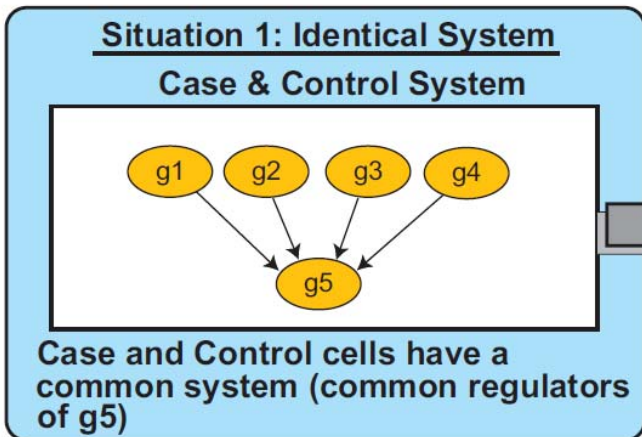 Situation 1: Identical System
Case & Control System
g1 g2 g3 g4
g5
Case and Control cells have a
common system (common regulators
of g5)